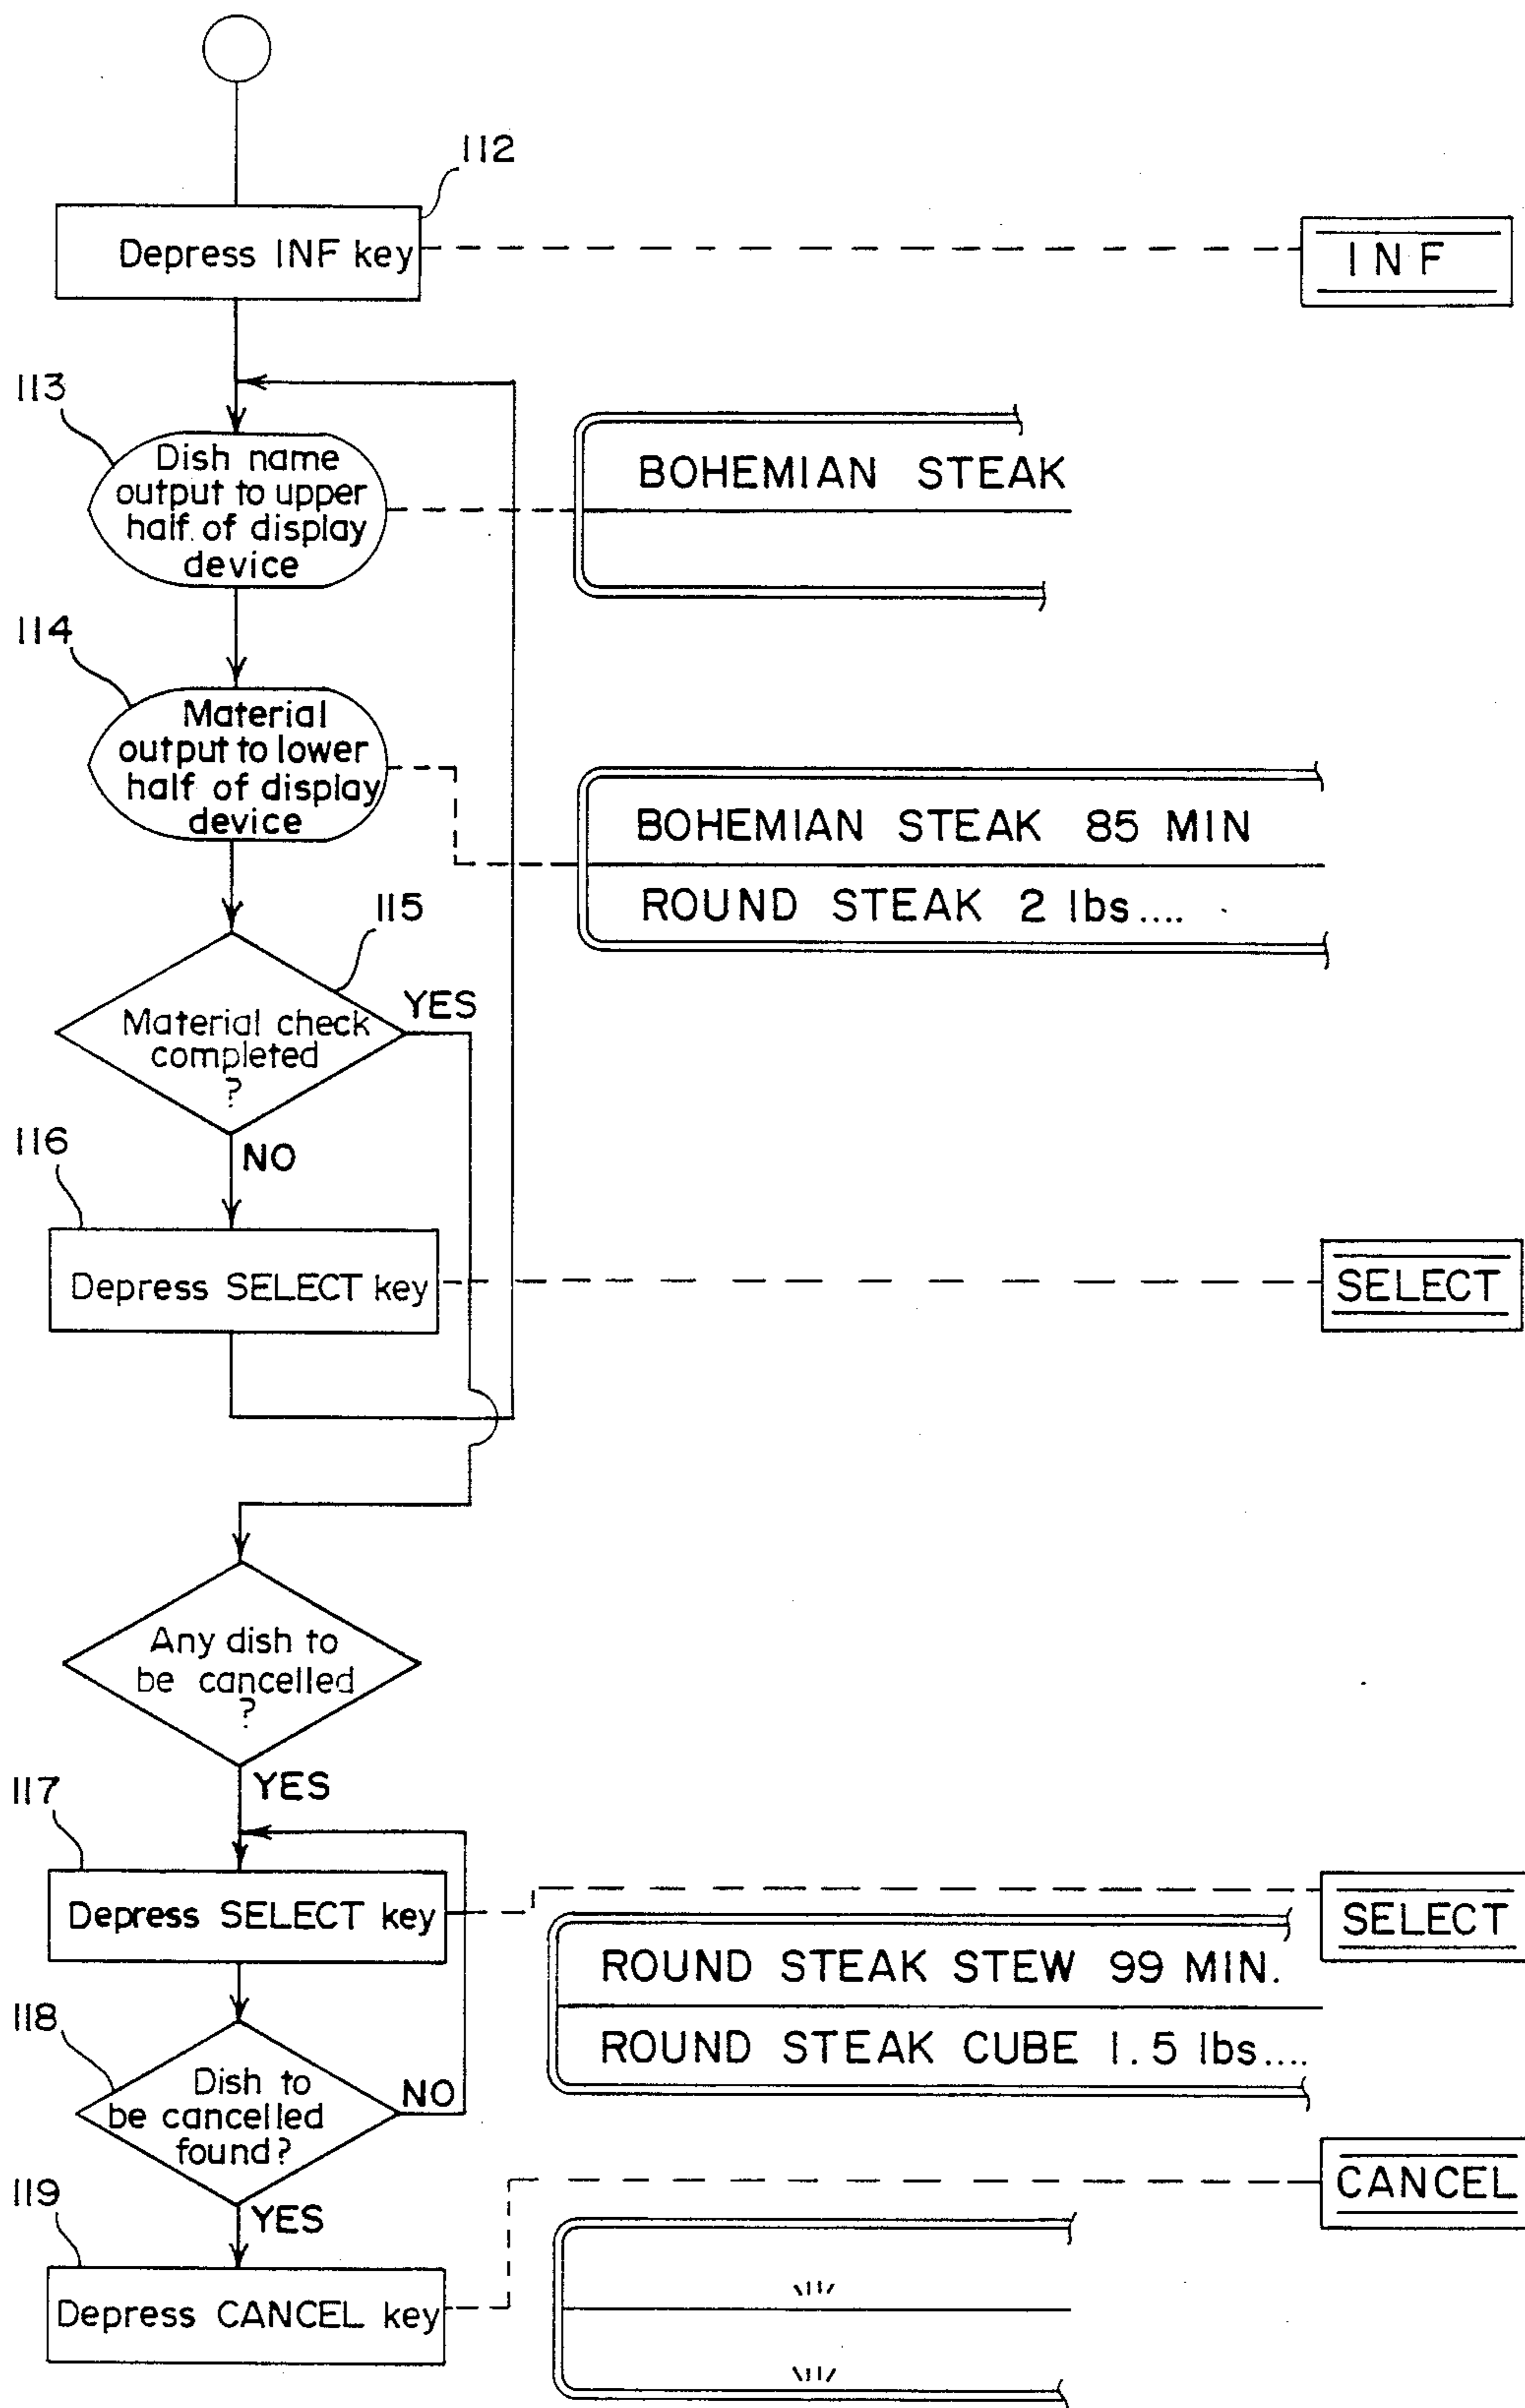 112
Depress INF key
INF
113
Dish name
output to upper
half of display
device
BOHEMIAN STEAK
114
Material
output to lower
half of display
device
BOHEMIAN STEAK 85 MIN
ROUND STEAK 2 lbs....
115
Material check
completed
?
YES
NO
116
Depress SELECT key
SELECT
Any dish to
be cancelled
?
YES
117
Depress SELECT key
SELECT
ROUND STEAK STEW 99 MIN.
ROUND STEAK CUBE 1.5 lbs....
118
Dish to
be cancelled
found?
NO
YES
119
Depress CANCEL key
CANCEL